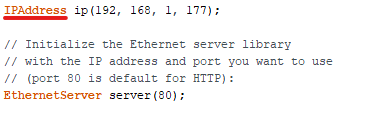 IPAddress ip(192, 168, 1, 177);
// Initialize the Ethernet server library
// with the IP address and port you want to use
// (port 80 is default for HTTP):
EthernetServer server(80);